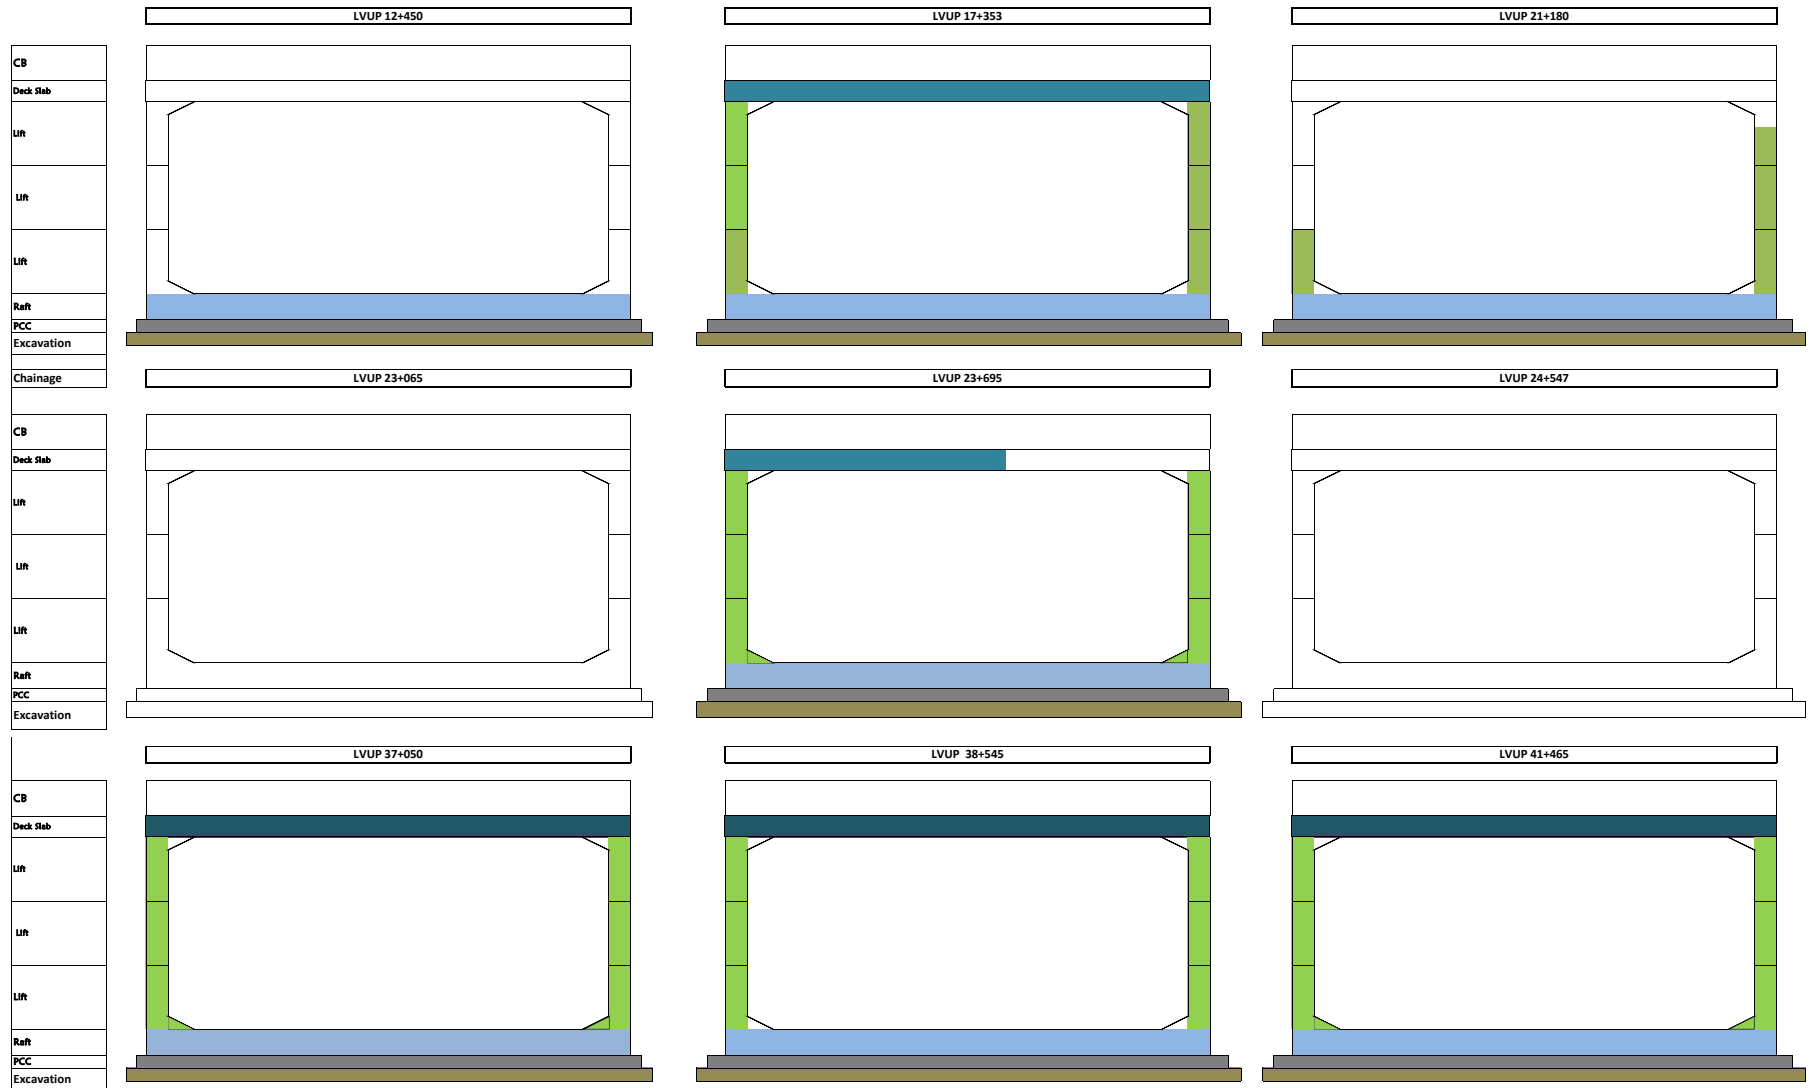 LVUP 12+450 LVUP 17+353 LVUP 21+180
CB
Deck Slab
Lift
Lift
Lift
Raft
PCC
Excavation
Chainage LVUP 23+065 LVUP 23+695 LVUP 24+547
CB
Deck Slab
Lift
Lift
Lift
Raft
PCC
Excavation
LVUP 37+050 LVUP 38+545 LVUP 41+465
CB
Deck Slab
Lift
Lift
Lift
Raft
PCC
Excavation